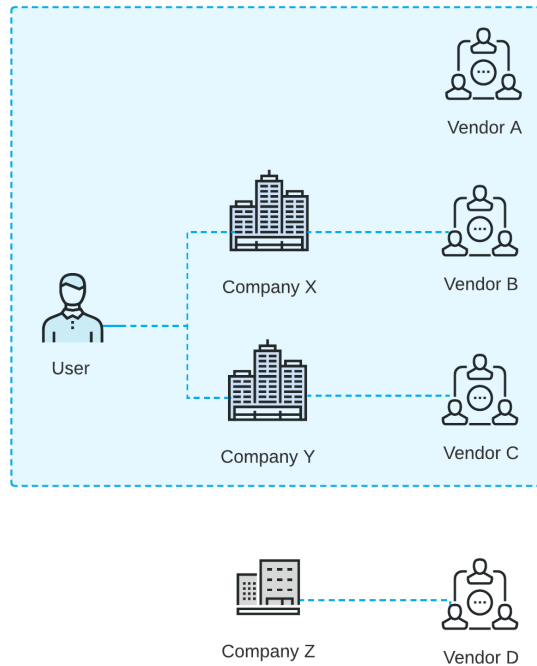 Vendor A
Company X
Vendor B
User
Company Y
Vendor C
Company Z
Vendor D